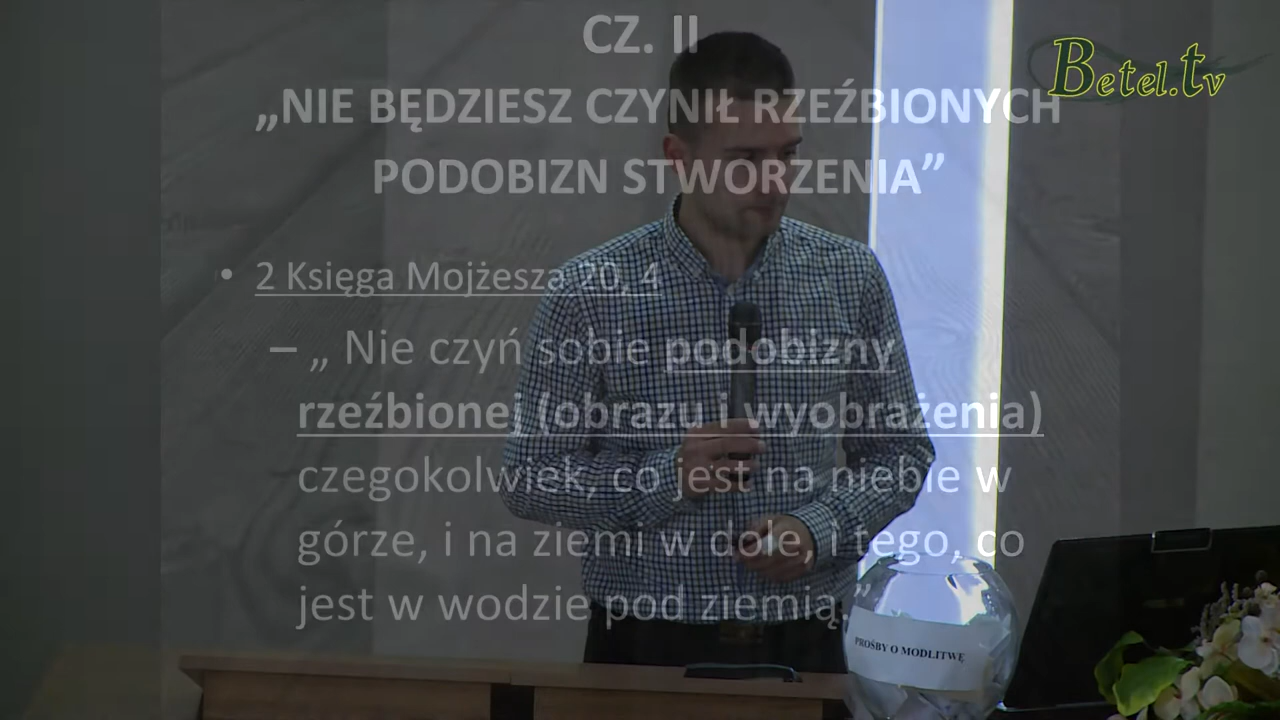 CZ. II
Betel.tv
„NIE BĘDZIESZ CZYNIŁ RZEŹBIONYCH
PODOBIZN STWORZENIA”
• 2 Księga Mojżesza 20, 4
– „ Nie czyń sobie podobizny
rzeźbionej (obrazu i wyobrażenia)
czegokolwiek, co jest na niebie w
górze, i na ziemi w dole, i tego, co
jest w wodzie pod ziemią.”
PROŚBY O MODLITWĘ